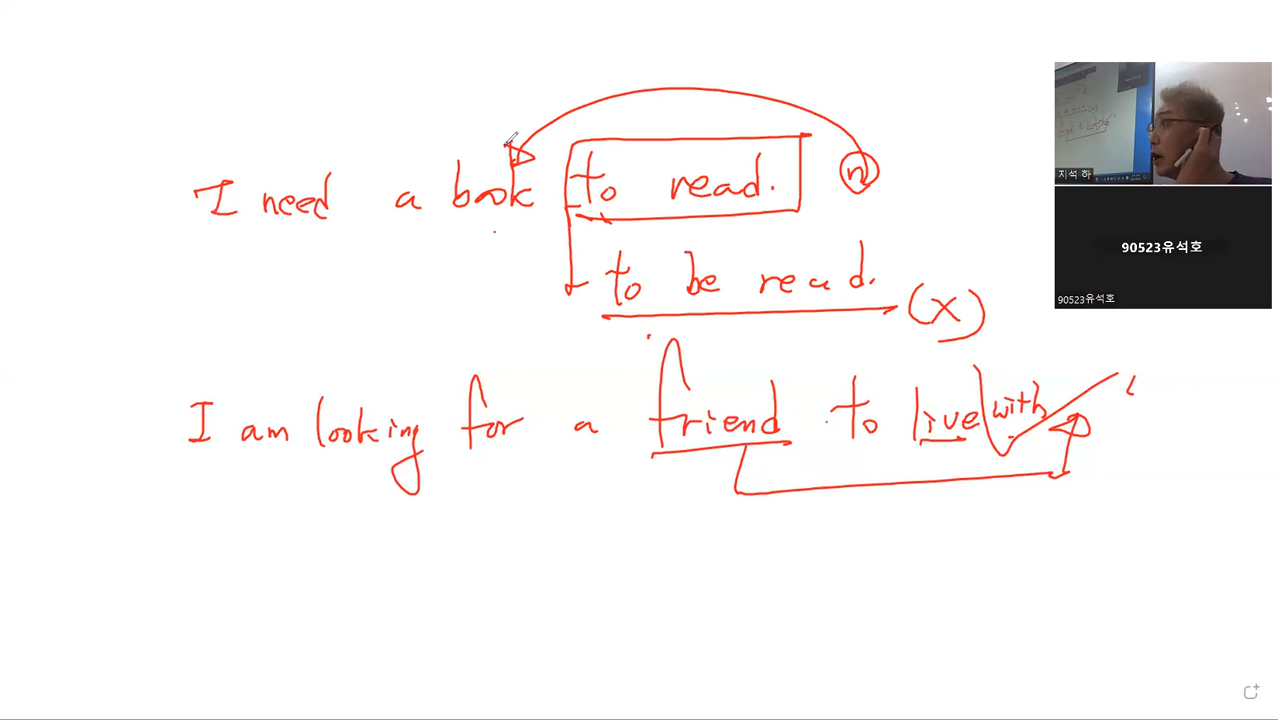 I need a book to read. n
to be read. (x)
I am looking for a friend to live with
지석 하
90523유석호
90523유석호